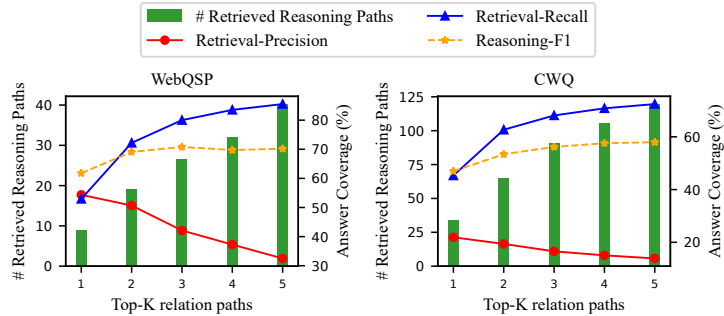 # Retrieved Reasoning Paths
Retrieval-Recall
Retrieval-Precision
Reasoning-F1
WebQSP
# Retrieved Reasoning Paths
40
30
20
10
0
80
70
60
50
40
30
Answer Coverage (%)
1 2 3 4 5
Top-K relation paths
CWQ
# Retrieved Reasoning Paths
125
100
75
50
25
0
60
40
20
Answer Coverage (%)
1 2 3 4 5
Top-K relation paths